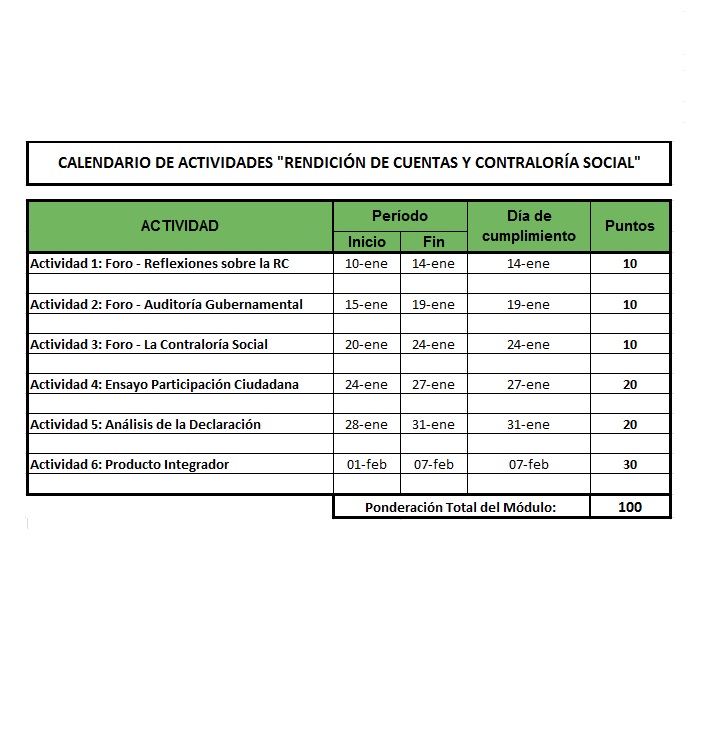 CALENDARIO DE ACTIVIDADES "RENDICIÓN DE CUENTAS Y CONTRALORÍA SOCIAL"
ACTIVIDAD Período Día de cumplimiento Puntos
Inicio Fin
Actividad 1: Foro - Reflexiones sobre la RC 10-ene 14-ene 14-ene 10
Actividad 2: Foro - Auditoría Gubernamental 15-ene 19-ene 19-ene 10
Actividad 3: Foro - La Contraloría Social 20-ene 24-ene 24-ene 10
Actividad 4: Ensayo Participación Ciudadana 24-ene 27-ene 27-ene 20
Actividad 5: Análisis de la Declaración 28-ene 31-ene 31-ene 20
Actividad 6: Producto Integrador 01-feb 07-feb 07-feb 30
Ponderación Total del Módulo: 100